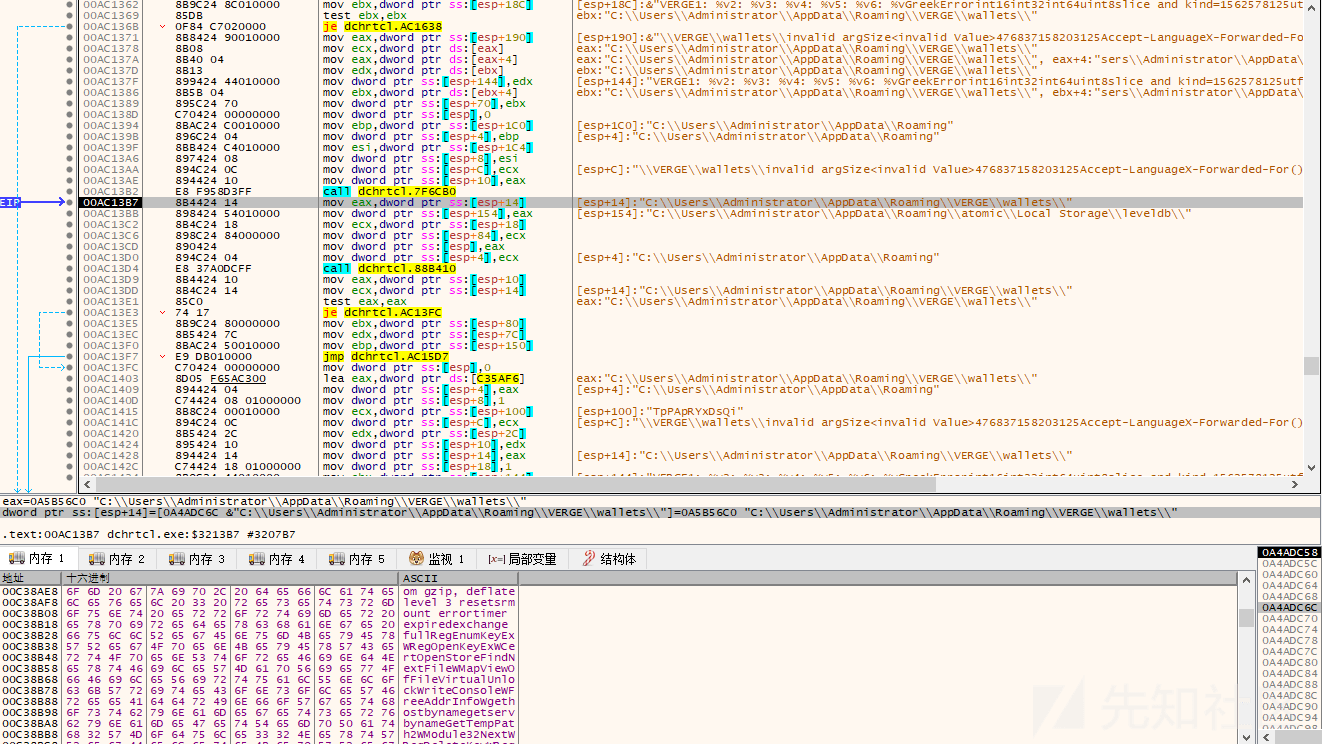 00AC1362 8B9C24 8C010000 mov ebx,dword ptr ss:[esp+18C] [esp+18C]:&"VERGE1: %v2: %v3: %v4: %v5: %v6: %vGreekErrorint16int32int64uint8slice and kind=1562578125ut
00AC1369 85DB test ebx,ebx ebx:"C:\\Users\\Administrator\\AppData\\Roaming\\VERGE\\wallets\\"
0F84 C7020000 je dchrtcl.AC1638
00AC1371 8B8424 90010000 mov eax,dword ptr ss:[esp+190] [esp+190]:&"\\VERGE\\wallets\\invalid argSize<invalid Value>476837158203125Accept-LanguageX-Forwarded-Fo
00AC1378 8B08 mov ecx,dword ptr ds:[eax] eax:"C:\\Users\\Administrator\\AppData\\Roaming\\VERGE\\wallets\\"
00AC137A 8B40 04 mov eax,dword ptr ds:[eax+4] eax:"C:\\Users\\Administrator\\AppData\\Roaming\\VERGE\\wallets\\", eax+4:"sers\\Administrator\\AppData\
00AC137D 8B13 mov edx,dword ptr ds:[ebx] ebx:"C:\\Users\\Administrator\\AppData\\Roaming\\VERGE\\wallets\\"
00AC137F 899424 44010000 mov dword ptr ss:[esp+144],edx [esp+144]:"VERGE1: %v2: %v3: %v4: %v5: %v6: %vGreekErrorint16int32int64uint8slice and kind=1562578125utf
00AC1386 8B5B 04 mov ebx,dword ptr ds:[ebx+4] ebx:"C:\\Users\\Administrator\\AppData\\Roaming\\VERGE\\wallets\\", ebx+4:"sers\\Administrator\\AppData\
00AC1389 895C24 70 mov dword ptr ss:[esp+70],ebx
00AC138D C70424 00000000 mov dword ptr ss:[esp],0
00AC1394 8BAC24 C0010000 mov ebp,dword ptr ss:[esp+1C0] [esp+1C0]:"C:\\Users\\Administrator\\AppData\\Roaming"
00AC139B 896C24 04 mov dword ptr ss:[esp+4],ebp [esp+4]:"C:\\Users\\Administrator\\AppData\\Roaming"
00AC139F 8BB424 C4010000 mov esi,dword ptr ss:[esp+1C4]
00AC13A6 897424 08 mov dword ptr ss:[esp+8],esi
00AC13AA 894C24 0C mov dword ptr ss:[esp+C],ecx [esp+C]:"\\VERGE\\wallets\\invalid argSize<invalid Value>476837158203125Accept-LanguageX-Forwarded-For()
00AC13AE 894424 10 mov dword ptr ss:[esp+10],eax
00AC13B2 E8 F958D3FF call dchrtcl.7F6CB0
EIP 00AC13B7 8B4424 14 mov eax,dword ptr ss:[esp+14] [esp+14]:"C:\\Users\\Administrator\\AppData\\Roaming\\VERGE\\wallets\\"
00AC13BB 898424 54010000 mov dword ptr ss:[esp+154],eax [esp+154]:"C:\\Users\\Administrator\\AppData\\Roaming\\atomic\\Local Storage\\leveldb\\"
00AC13C2 8B4C24 18 mov ecx,dword ptr ss:[esp+18]
00AC13C6 898C24 84000000 mov dword ptr ss:[esp+84],ecx
00AC13CD 890424 mov dword ptr ss:[esp],eax
00AC13D0 894C24 04 mov dword ptr ss:[esp+4],ecx [esp+4]:"C:\\Users\\Administrator\\AppData\\Roaming"
00AC13D4 E8 37A0DCFF call dchrtcl.88B410
00AC13D9 8B4424 10 mov eax,dword ptr ss:[esp+10]
00AC13DD 8B4C24 14 mov ecx,dword ptr ss:[esp+14] [esp+14]:"C:\\Users\\Administrator\\AppData\\Roaming\\VERGE\\wallets\\"
00AC13E1 85C0 test eax,eax eax:"C:\\Users\\Administrator\\AppData\\Roaming\\VERGE\\wallets\\"
00AC13E3 74 17 je dchrtcl.AC13FC
00AC13E5 8B9C24 80000000 mov ebx,dword ptr ss:[esp+80]
00AC13EC 8B5424 7C mov edx,dword ptr ss:[esp+7C]
00AC13F0 8BAC24 50010000 mov ebp,dword ptr ss:[esp+150]
00AC13F7 E9 DB010000 jmp dchrtcl.AC15D7
00AC13FC C70424 00000000 mov dword ptr ss:[esp],0
00AC1403 8D05 F65AC300 lea eax,dword ptr ds:[C35AF6] eax:"C:\\Users\\Administrator\\AppData\\Roaming\\VERGE\\wallets\\"
00AC1409 894424 04 mov dword ptr ss:[esp+4],eax [esp+4]:"C:\\Users\\Administrator\\AppData\\Roaming"
00AC140D C74424 08 01000000 mov dword ptr ss:[esp+8],1
00AC1415 8B8C24 00010000 mov ecx,dword ptr ss:[esp+100] [esp+100]:"TpPApRYxDsQi"
00AC141C 894C24 0C mov dword ptr ss:[esp+C],ecx [esp+C]:"\\VERGE\\wallets\\invalid argSize<invalid Value>476837158203125Accept-LanguageX-Forwarded-For()
00AC1420 8B5424 2C mov edx,dword ptr ss:[esp+2C]
00AC1424 895424 10 mov dword ptr ss:[esp+10],edx
00AC1428 894424 14 mov dword ptr ss:[esp+14],eax [esp+14]:"C:\\Users\\Administrator\\AppData\\Roaming\\VERGE\\wallets\\"
00AC142C C74424 18 01000000 mov dword ptr ss:[esp+18],1
eax=0A5B56C0 "C:\\Users\\Administrator\\AppData\\Roaming\\VERGE\\wallets\\"
dword ptr ss:[esp+14]=[0A4ADC6C &"C:\\Users\\Administrator\\AppData\\Roaming\\VERGE\\wallets\\"]=0A5B56C0 "C:\\Users\\Administrator\\AppData\\Roaming\\VERGE\\wallets\\"
.text:00AC13B7 dchrtcl.exe:$3213B7 #3207B7
内存 1 内存 2 内存 3 内存 4 内存 5 监视 1 [x=] 局部变量 结构体
地址 十六进制 ASCII
00C38AE8 6F 6D 20 67 7A 69 70 2C 20 64 65 66 6C 61 74 65 om gzip, deflate
00C38AF8 6C 65 76 65 6C 20 33 20 72 65 73 65 74 73 72 6D level 3 resetsrm
00C38B08 6F 75 6E 74 20 65 72 72 6F 72 74 69 6D 65 72 20 ount errortimer
00C38B18 65 78 70 69 72 65 64 65 78 63 68 61 6E 67 65 20 expiredexchange
00C38B28 66 75 6C 6C 52 65 67 45 6E 75 6D 4B 65 79 45 78 fullRegEnumKeyEx
00C38B38 57 52 65 67 4F 70 65 6E 4B 65 79 45 78 57 43 65 WRegOpenKeyExWCe
00C38B48 72 74 4F 70 65 6E 53 74 6F 72 65 46 69 6E 64 4E rtOpenStoreFindN
00C38B58 65 78 74 46 69 6C 65 57 4D 61 70 56 69 65 77 4F extFileWMapViewO
00C38B68 66 46 69 6C 65 56 69 72 74 75 61 6C 55 6E 6C 6F fFileVirtualUnlo
00C38B78 63 6B 57 72 69 74 65 43 6F 6E 73 6F 6C 65 57 46 ckWriteConsoleWF
00C38B88 72 65 65 41 64 64 72 49 6E 66 6F 57 67 65 74 68 reeAddrInfoWgeth
00C38B98 6F 73 74 62 79 6E 61 6D 65 67 65 74 73 65 72 76 ostbynamegetserv
00C38BA8 62 79 6E 61 6D 65 47 65 74 54 65 6D 70 50 61 74 bynameGetTempPat
00C38BB8 68 32 57 4D 6F 64 75 6C 65 33 32 4E 65 78 74 57 h2WModule32NextW
0A4ADC58
0A4ADC5C
0A4ADC60
0A4ADC64
0A4ADC68
0A4ADC6C
0A4ADC70
0A4ADC74
0A4ADC78
0A4ADC7C
0A4ADC80
0A4ADC84
0A4ADC88
0A4ADC8C
0A4ADC90
0A4ADC94
先知社